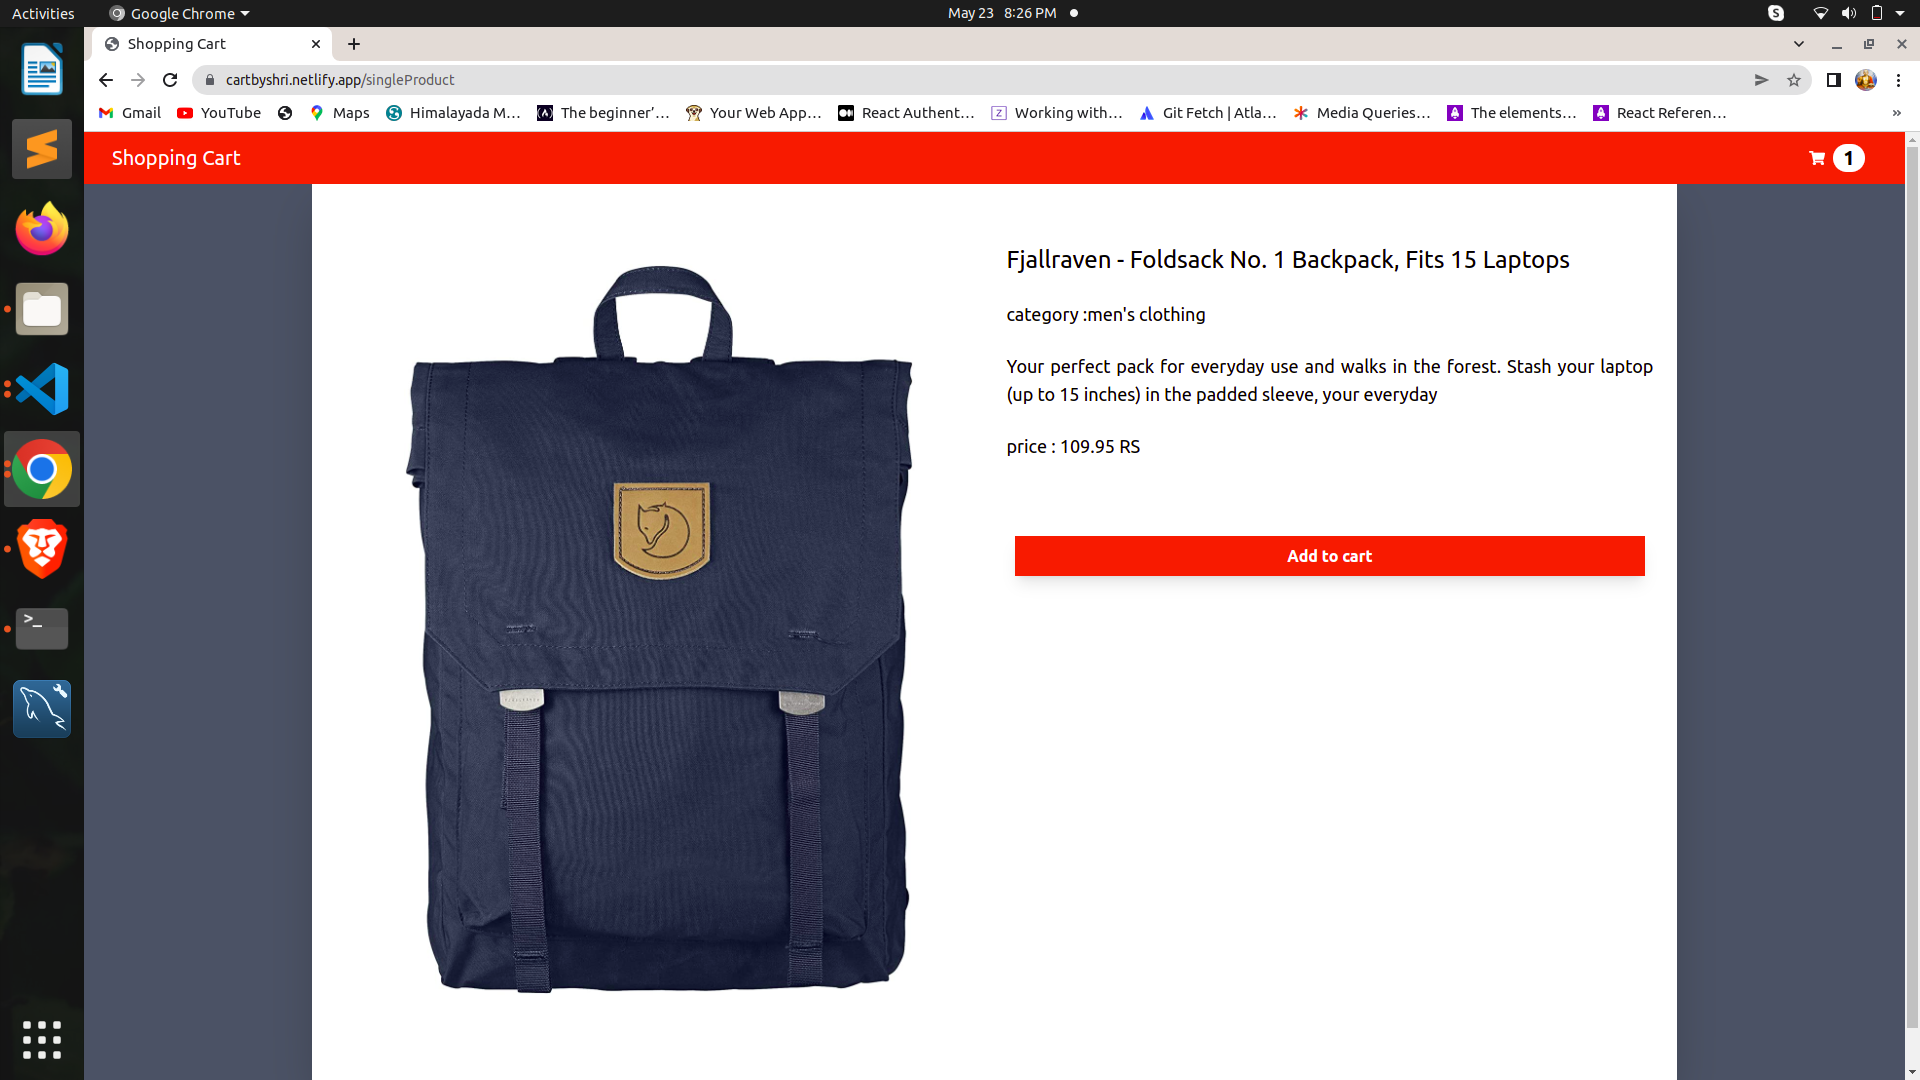 Activities
Google Chrome
May 23 8:26 PM
S
Shopping Cart
cartbyshri.netlify.app/singleProduct
Gmail
YouTube
Maps
Himalayada M...
The beginner’...
Your Web App...
React Authent...
Working with...
Git Fetch | Atla...
Media Queries...
The elements...
React Referen...
»
Shopping Cart
1
Fjallraven - Foldsack No. 1 Backpack, Fits 15 Laptops
category :men's clothing
Your perfect pack for everyday use and walks in the forest. Stash your laptop
(up to 15 inches) in the padded sleeve, your everyday
price : 109.95 RS
Add to cart